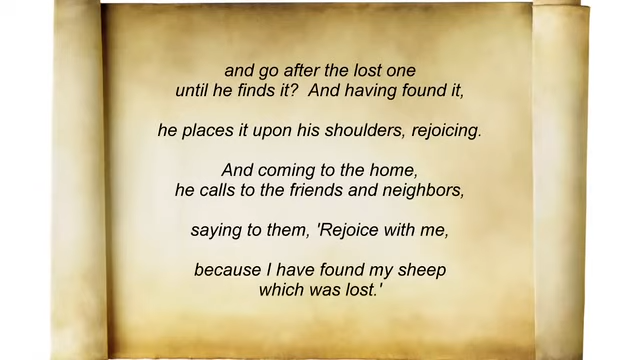 and go after the lost one
until he finds it?  And having found it,
he places it upon his shoulders, rejoicing.
And coming to the home,
he calls to the friends and neighbors,
saying to them, 'Rejoice with me,
because I have found my sheep
which was lost.'